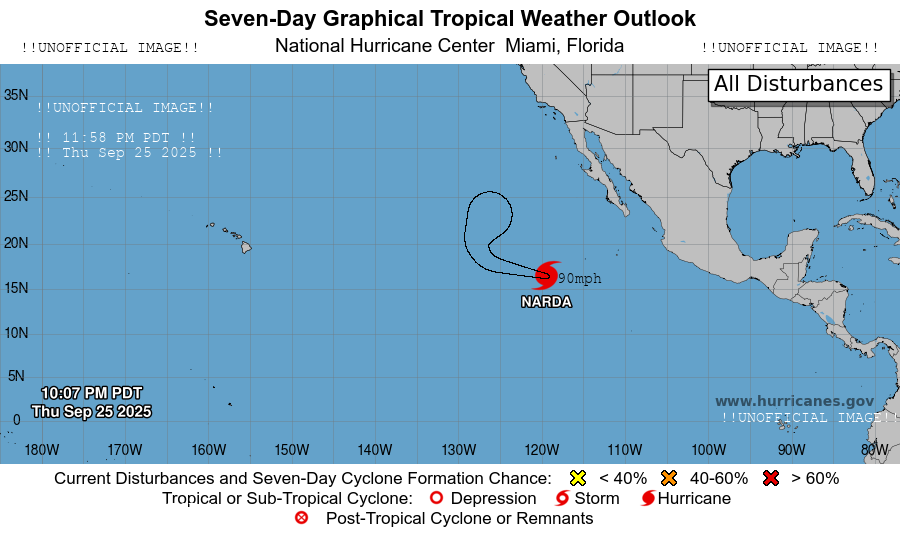 Seven-Day Graphical Tropical Weather Outlook
!!UNOFFICIAL IMAGE!!
National Hurricane Center  Miami, Florida
!!UNOFFICIAL IMAGE!!
All Disturbances
35N
!!UNOFFICIAL IMAGE!!
!! 11:58 PM PDT !!
30N
!! Thu Sep 25 2025 !!
25N
20N
90mph
15N
NARDA
10N
5N
10:07 PM PDT
Thu Sep 25 2025
www.hurricanes.gov
0
!!UNOFFICIAL IMAGE!!
180W 170W 160W 150W 140W 130W 120W 110W 100W 90W 80W
Current Disturbances and Seven-Day Cyclone Formation Chance: < 40% 40-60% > 60%
Tropical or Sub-Tropical Cyclone: Depression Storm Hurricane
Post-Tropical Cyclone or Remnants